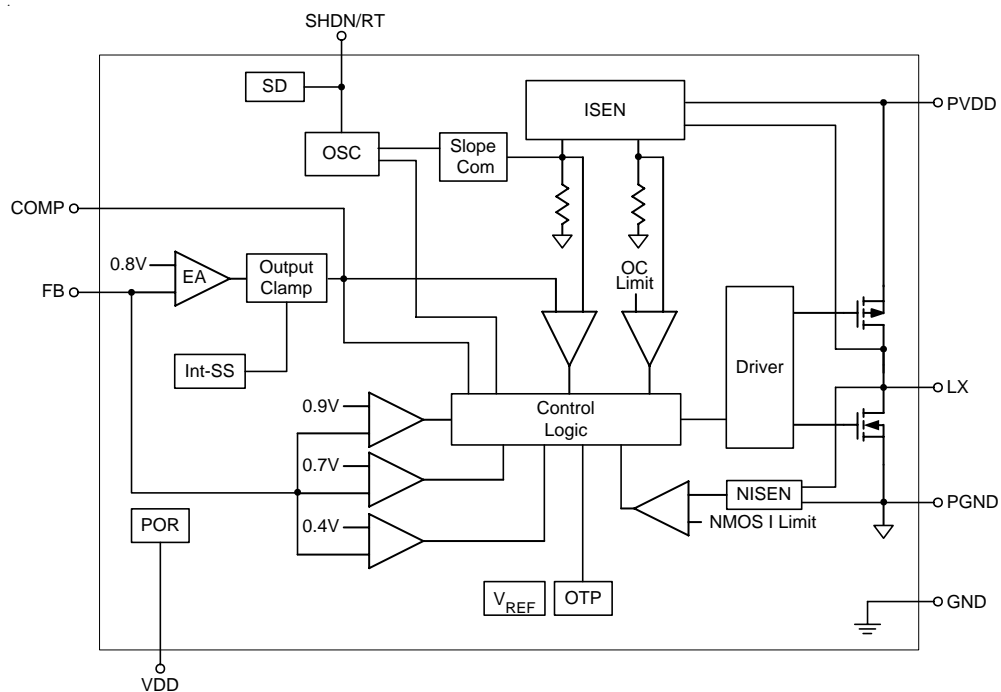 SHDN/RT
SD
ISEN
PVDD
OSC
Slope
Com
COMP
0.8V
EA
Output
Clamp
OC
Limit
FB
Int-SS
Driver
LX
0.9V
Control
Logic
0.7V
NISEN
PGND
POR
0.4V
NMOS I Limit
VREF
OTP
GND
VDD